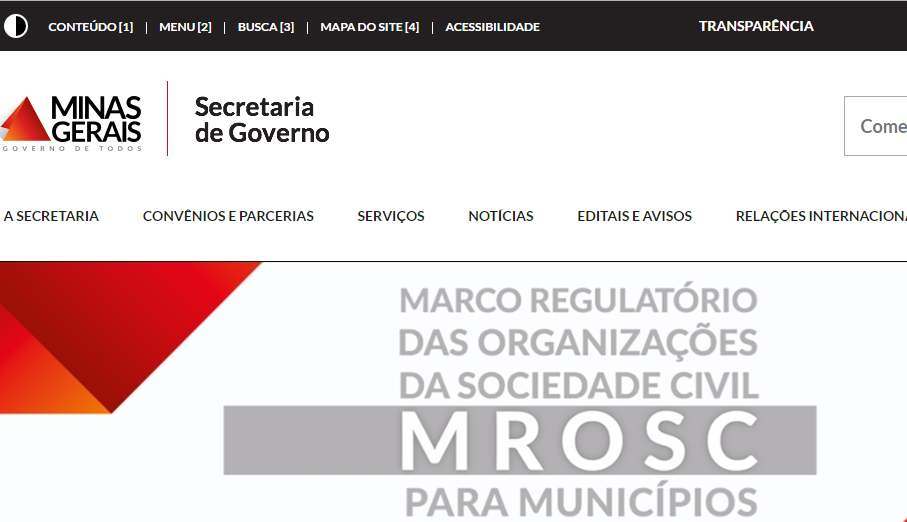 CONTEÚDO [1] | MENU [2] | BUSCA [3] | MAPA DO SITE [4] | ACESSIBILIDADE TRANSPARÊNCIA
MINAS
GERAIS
GOVERNO DE TODOS
Secretaria
de Governo
Come
A SECRETARIA CONVÊNIOS E PARCERIAS SERVIÇOS NOTÍCIAS EDITAIS E AVISOS RELAÇÕES INTERNACION
MARCO REGULATÓRIO
DAS ORGANIZAÇÕES
DA SOCIEDADE CIVIL
MROSC
PARA MUNICÍPIOS